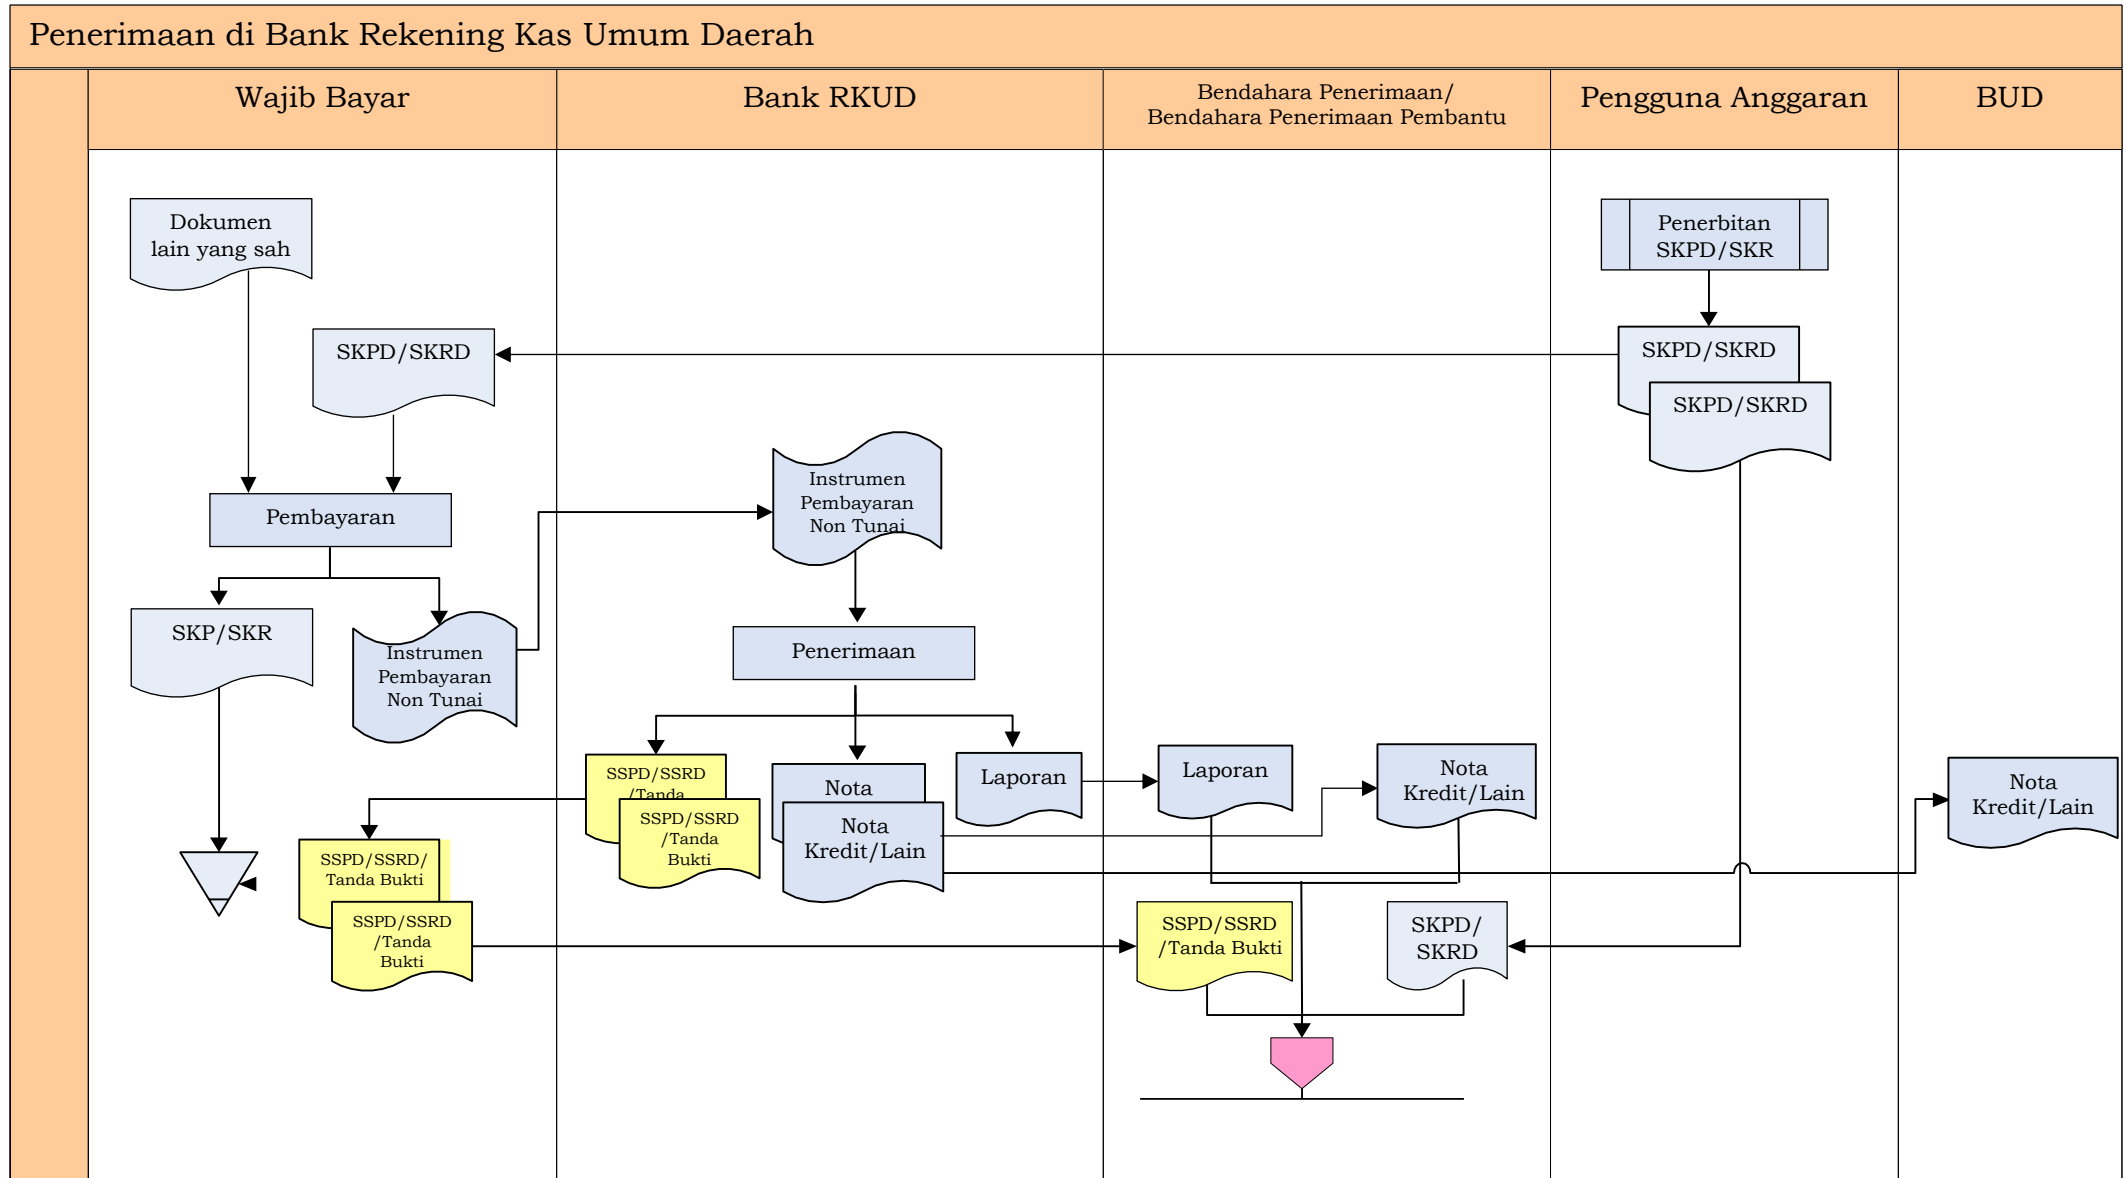 Penerimaan di Bank Rekening Kas Umum Daerah
Wajib Bayar
Bank RKUD
Bendahara Penerimaan/
Bendahara Penerimaan Pembantu
Pengguna Anggaran
BUD
Dokumen
lain yang sah
Penerbitan
SKPD/SKR
SKPD/SKRD
SKPD/SKRD
SKPD/SKRD
Pembayaran
Instrumen
Pembayaran
Non Tunai
SKP/SKR
Instrumen
Pembayaran
Non Tunai
Penerimaan
SSPD/SSRD
/Tanda
SSPD/SSRD
/Tanda
Bukti
Nota
Nota
Kredit/Lain
Laporan
Laporan
Nota
Kredit/Lain
Nota
Kredit/Lain
SSPD/SSRD/
Tanda Bukti
SSPD/SSRD
/Tanda
Bukti
SSPD/SSRD
/Tanda Bukti
SKPD/
SKRD